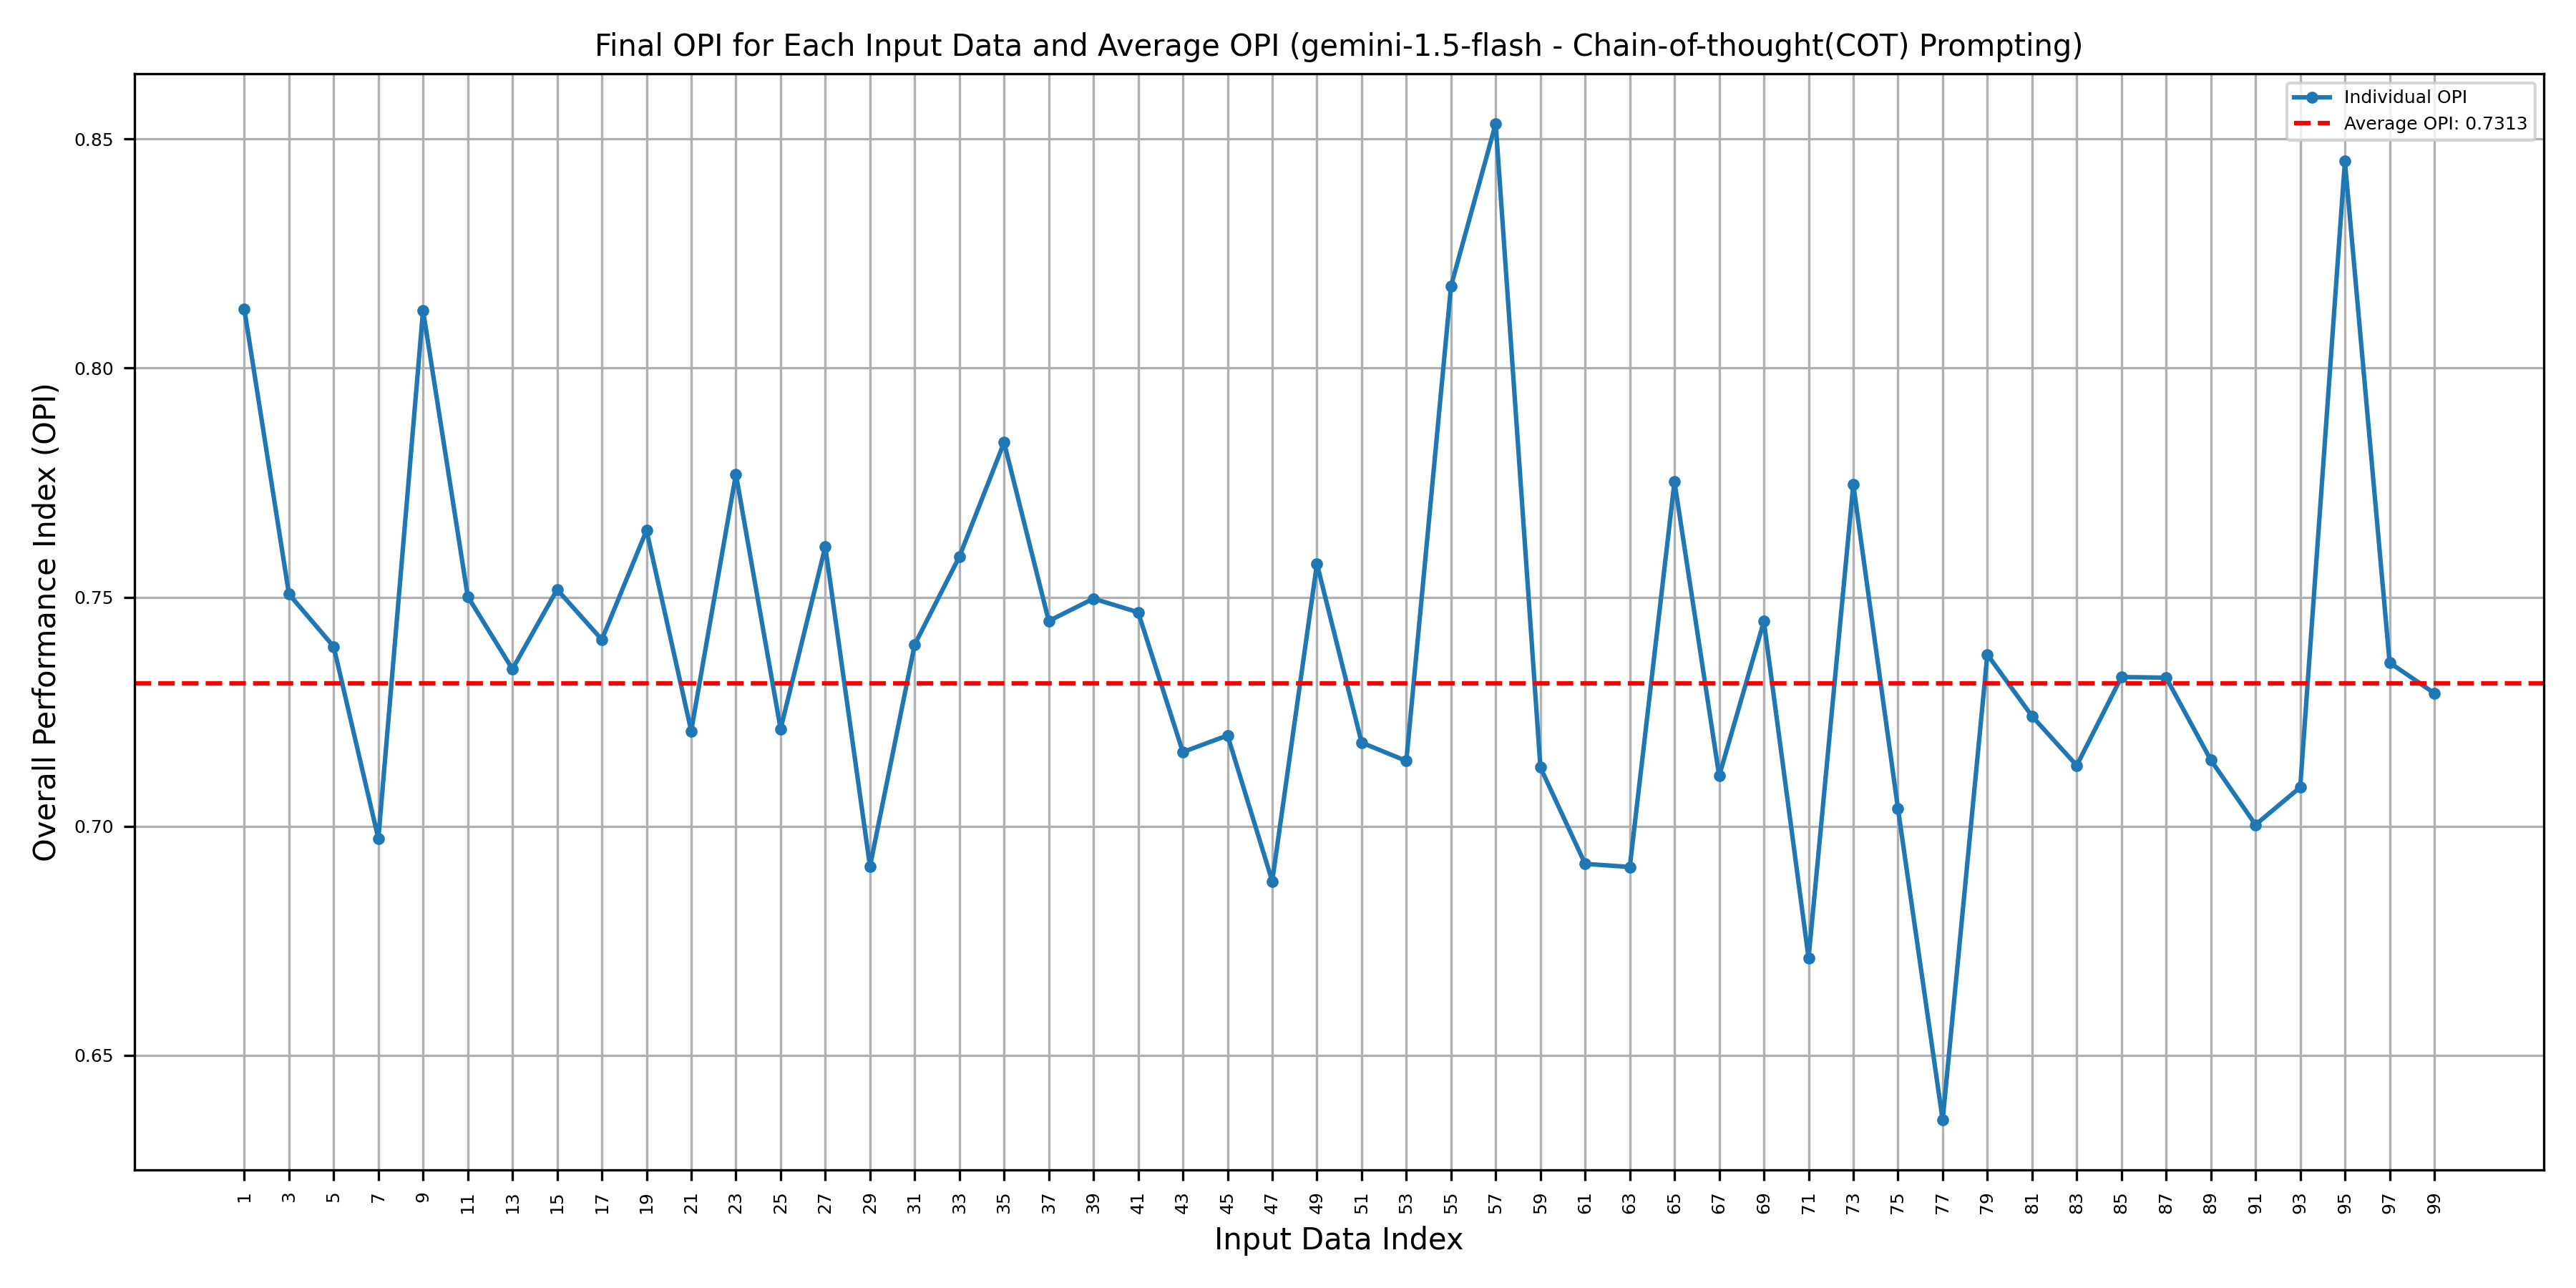 Final OPI for Each Input Data and Average OPI (gemini-1.5-flash - Chain-of-thought(COT) Prompting)
Individual OPI
Average OPI: 0.7313
Overall Performance Index (OPI)
0.85
0.80
0.75
0.70
0.65
1 3 5 7 9 11 13 15 17 19 21 23 25 27 29 31 33 35 37 39 41 43 45 47 49 51 53 55 57 59 61 63 65 67 69 71 73 75 77 79 81 83 85 87 89 91 93 95 97 99
Input Data Index